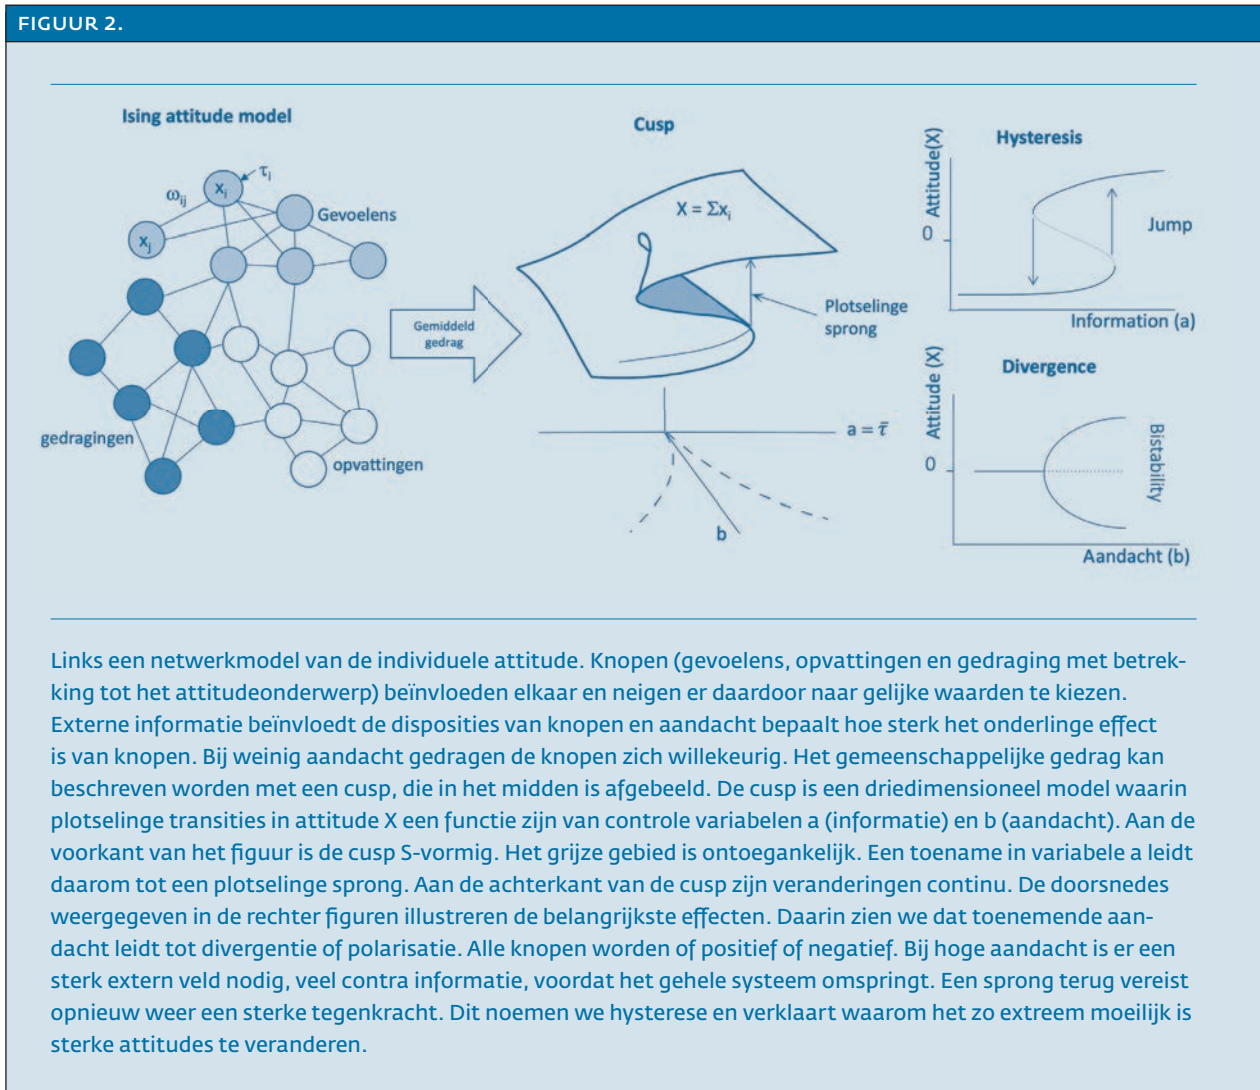 FIGUUR 2.
Ising attitude model
τi
ωij
xi
xj
Gevoelens
gedragingen
opvattingen
Gemiddeld
gedrag
Cusp
X = Σxi
Plotselinge
sprong
a = τ̄
b
Hysteresis
Attitude(X)
0
Jump
Information (a)
Divergence
Attitude (X)
0
Bistability
Aandacht (b)
Links een netwerkmodel van de individuele attitude. Knopen (gevoelens, opvattingen en gedraging met betrek-
king tot het attitudeonderwerp) beïnvloeden elkaar en neigen er daardoor naar gelijke waarden te kiezen.
Externe informatie beïnvloedt de disposities van knopen en aandacht bepaalt hoe sterk het onderlinge effect
is van knopen. Bij weinig aandacht gedragen de knopen zich willekeurig. Het gemeenschappelijke gedrag kan
beschreven worden met een cusp, die in het midden is afgebeeld. De cusp is een driedimensioneel model waarin
plotselinge transities in attitude X een functie zijn van controle variabelen a (informatie) en b (aandacht). Aan de
voorkant van het figuur is de cusp S-vormig. Het grijze gebied is ontoegankelijk. Een toename in variabele a leidt
daarom tot een plotselinge sprong. Aan de achterkant van de cusp zijn veranderingen continu. De doorsnedes
weergegeven in de rechter figuren illustreren de belangrijkste effecten. Daarin zien we dat toenemende aan-
dacht leidt tot divergentie of polarisatie. Alle knopen worden of positief of negatief. Bij hoge aandacht is er een
sterk extern veld nodig, veel contra informatie, voordat het gehele systeem omspringt. Een sprong terug vereist
opnieuw weer een sterke tegenkracht. Dit noemen we hysterese en verklaart waarom het zo extreem moeilijk is
sterke attitudes te veranderen.